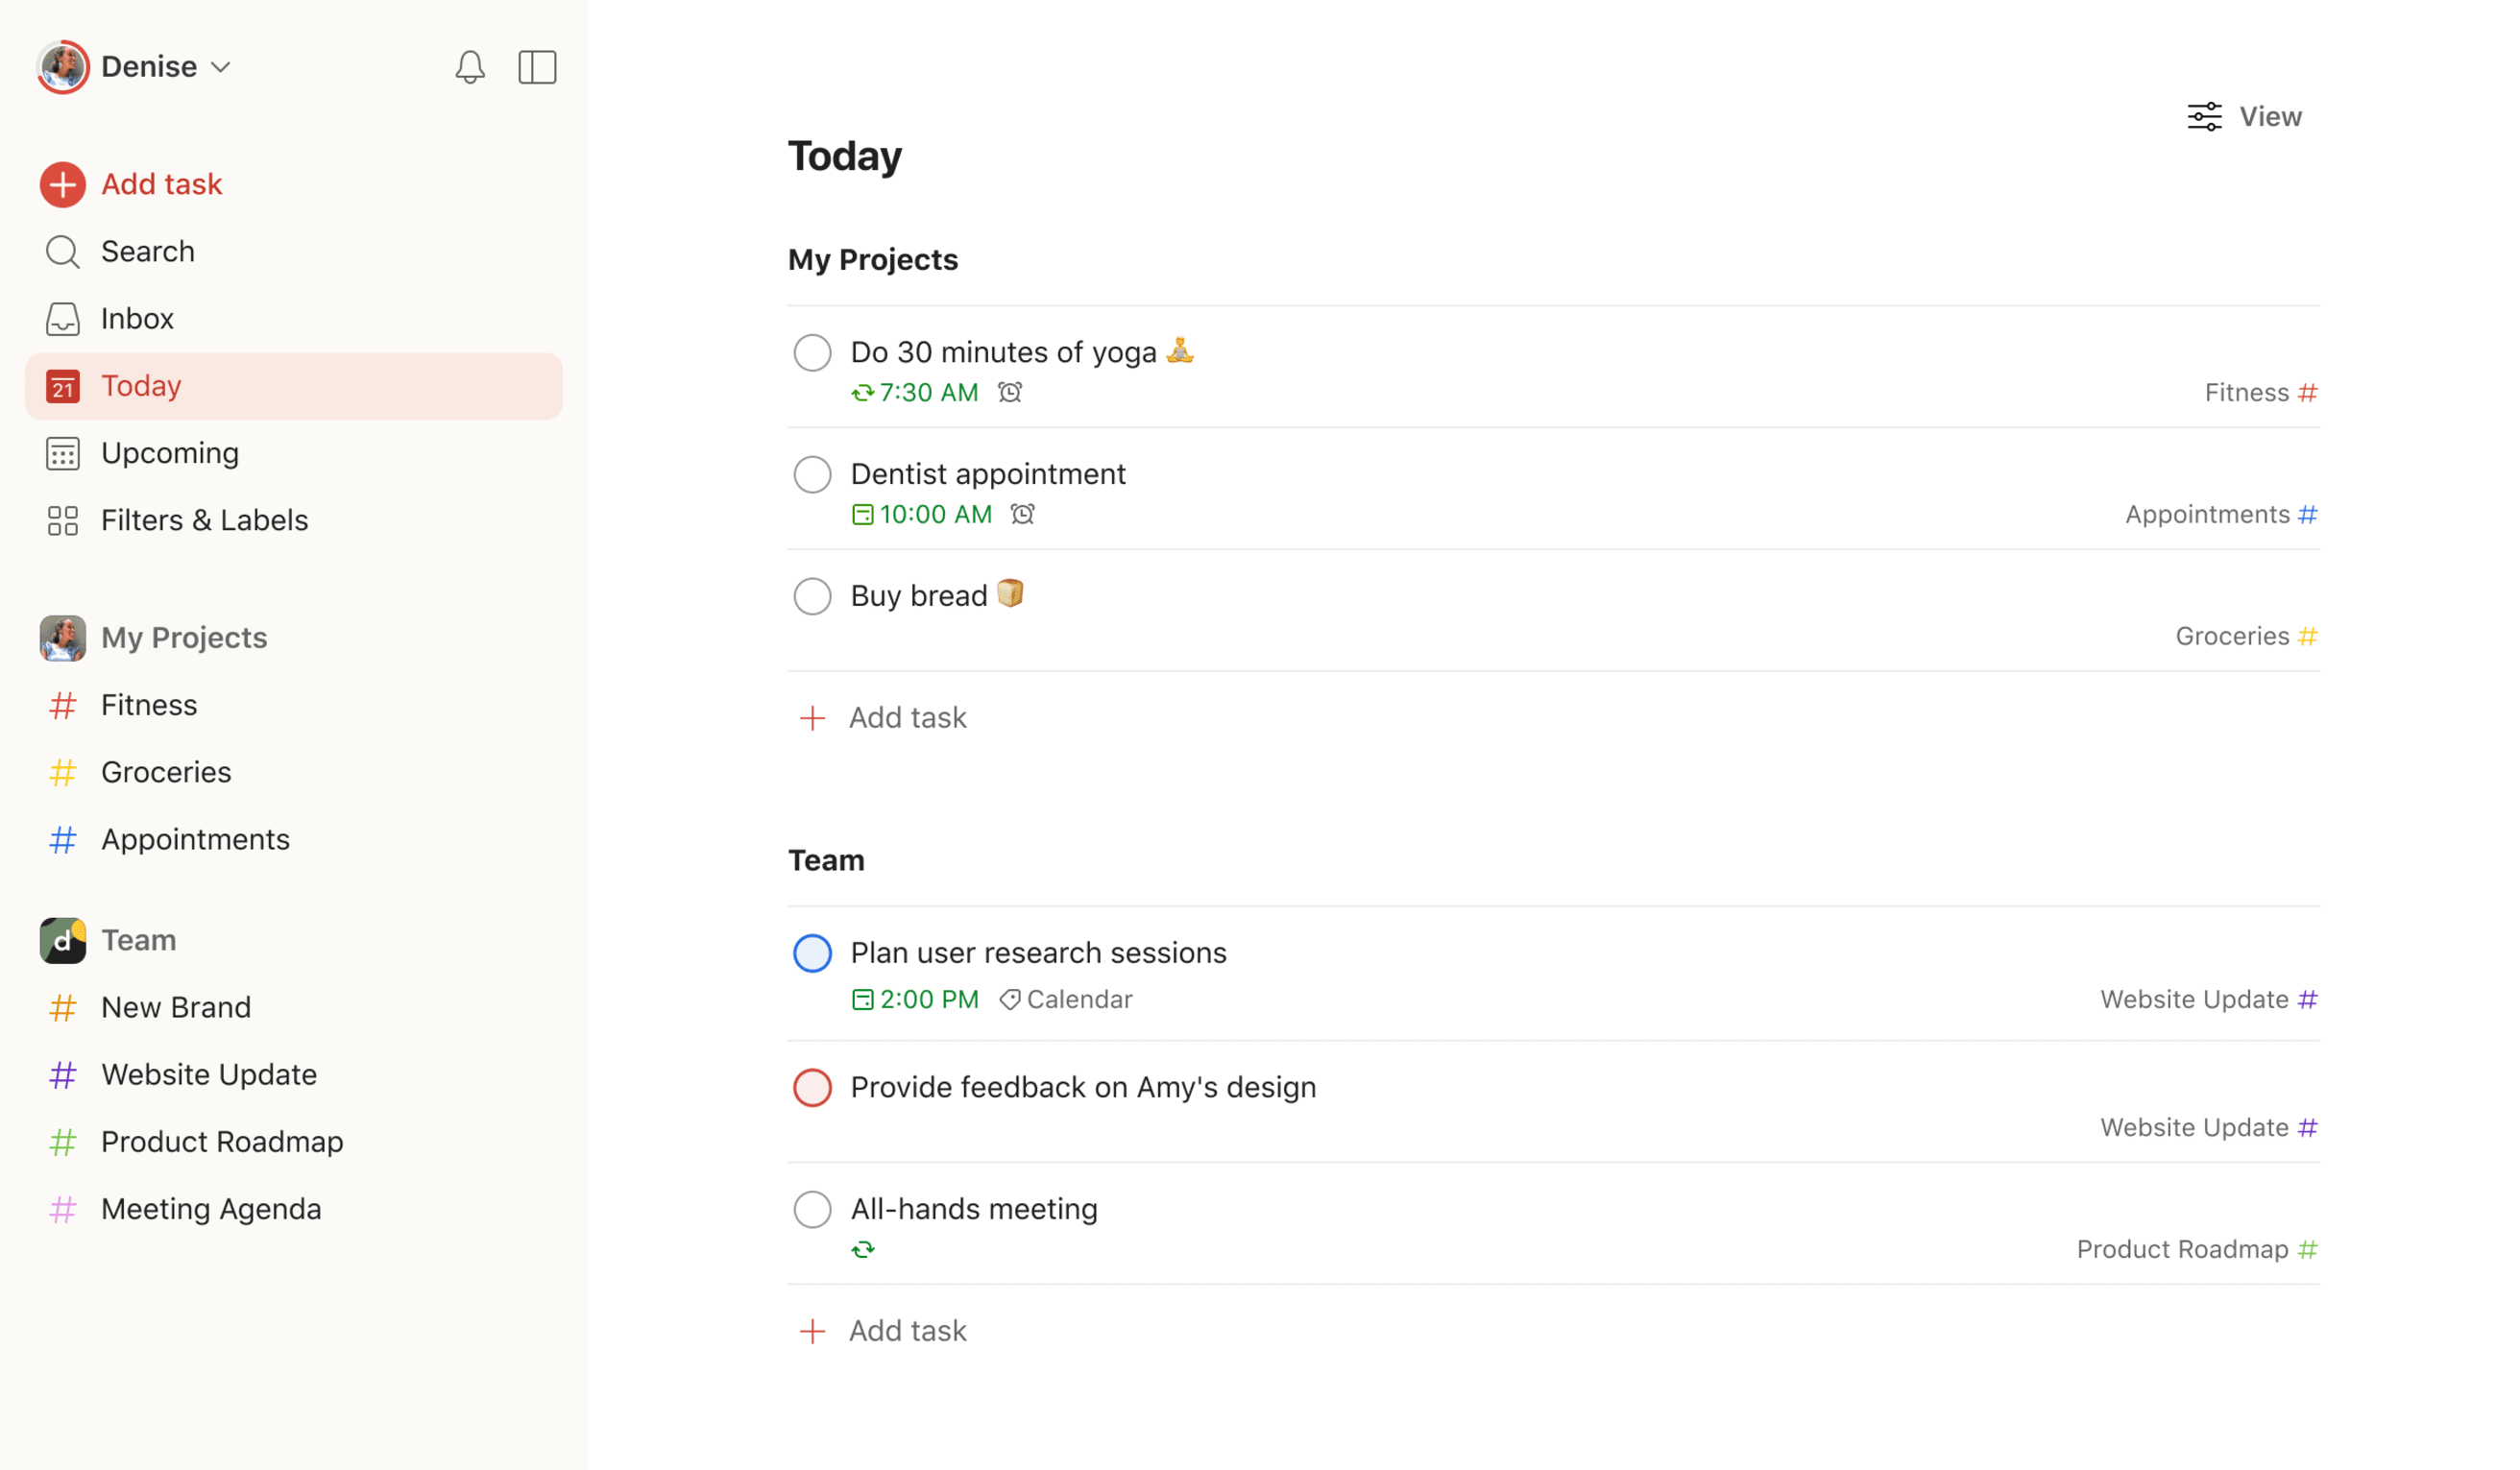 Denise
Add task
Search
Inbox
21 Today
Upcoming
Filters & Labels
My Projects
# Fitness
# Groceries
# Appointments
d Team
# New Brand
# Website Update
# Product Roadmap
# Meeting Agenda
View
Today
My Projects
Do 30 minutes of yoga 🧘
7:30 AM
Fitness #
Dentist appointment
10:00 AM
Appointments #
Buy bread 🍞
Groceries #
+ Add task
Team
Plan user research sessions
2:00 PM Calendar
Website Update #
Provide feedback on Amy's design
Website Update #
All-hands meeting
Product Roadmap #
+ Add task